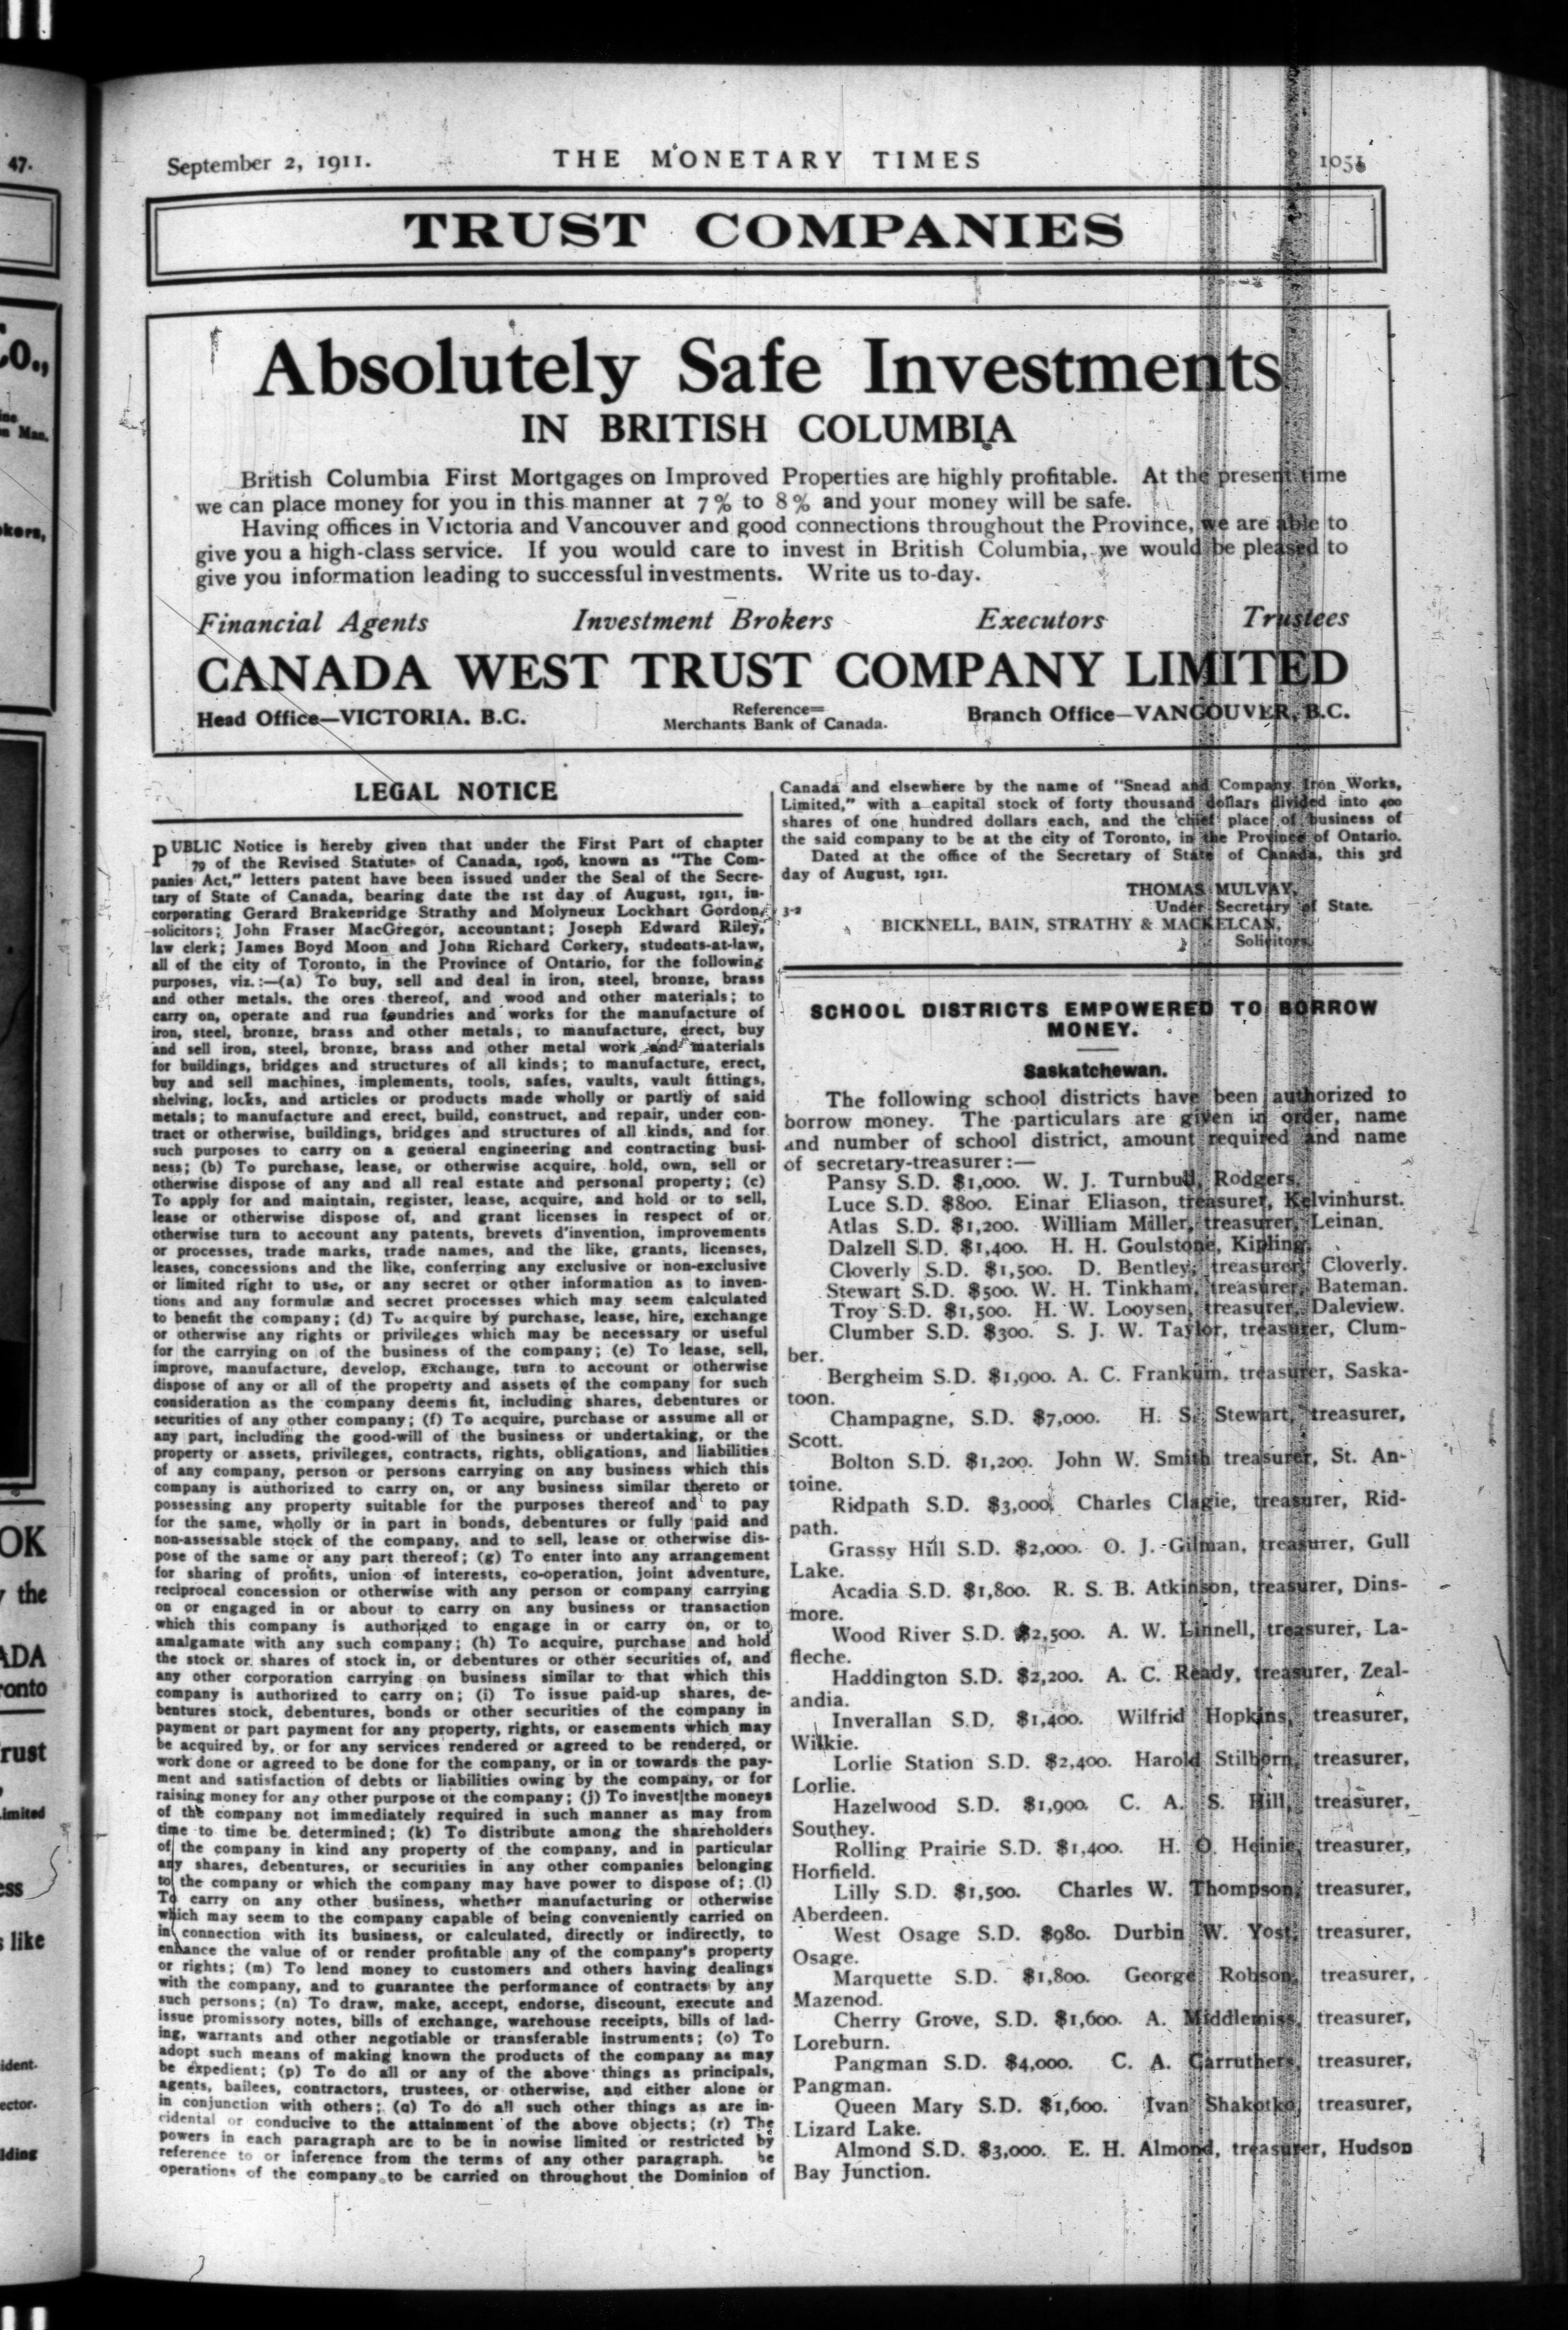 47.
September 2, 1911.
THE MONETARY TIMES
1051
TRUST COMPANIES
Absolutely Safe Investments
IN BRITISH COLUMBIA
British Columbia First Mortgages on Improved Properties are highly profitable. At the present time
we can place money for you in this manner at 7% to 8% and your money will be safe.
Having offices in Victoria and Vancouver and good connections throughout the Province, we are able to
give you a high-class service. If you would care to invest in British Columbia, we would be pleased to
give you information leading to successful investments. Write us to-day.
Financial Agents Investment Brokers Executors Trustees
CANADA WEST TRUST COMPANY LIMITED
Head Office—VICTORIA. B.C.
Reference=
Merchants Bank of Canada.
Branch Office—VANCOUVER, B.C.
LEGAL NOTICE
PUBLIC Notice is hereby given that under the First Part of chapter
79 of the Revised Statutes of Canada, 1906, known as "The Com-
panies Act," letters patent have been issued under the Seal of the Secre-
tary of State of Canada, bearing date the 1st day of August, 1911, in-
corporating Gerard Brakenridge Strathy and Molyneux Lockhart Gordon,
solicitors; John Fraser MacGregor, accountant; Joseph Edward Riley,
law clerk; James Boyd Moon and John Richard Corkery, students-at-law,
all of the city of Toronto, in the Province of Ontario, for the following
purposes, viz.:—(a) To buy, sell and deal in iron, steel, bronze, brass
and other metals, the ores thereof, and wood and other materials; to
carry on, operate and run foundries and works for the manufacture of
iron, steel, bronze, brass and other metals; to manufacture, erect, buy
and sell iron, steel, bronze, brass and other metal work and materials
for buildings, bridges and structures of all kinds; to manufacture, erect,
buy and sell machines, implements, tools, safes, vaults, vault fittings,
shelving, locks, and articles or products made wholly or partly of said
metals; to manufacture and erect, build, construct, and repair, under con-
tract or otherwise, buildings, bridges and structures of all kinds, and for
such purposes to carry on a general engineering and contracting busi-
ness; (b) To purchase, lease, or otherwise acquire, hold, own, sell or
otherwise dispose of any and all real estate and personal property; (c)
To apply for and maintain, register, lease, acquire, and hold or to sell,
lease or otherwise dispose of, and grant licenses in respect of or
otherwise turn to account any patents, brevets d'invention, improvements
or processes, trade marks, trade names, and the like, grants, licenses,
leases, concessions and the like, conferring any exclusive or non-exclusive
or limited right to use, or any secret or other information as to inven-
tions and any formulæ and secret processes which may seem calculated
to benefit the company; (d) To acquire by purchase, lease, hire, exchange
or otherwise any rights or privileges which may be necessary or useful
for the carrying on of the business of the company; (e) To lease, sell,
improve, manufacture, develop, exchange, turn to account or otherwise
dispose of any or all of the property and assets of the company for such
consideration as the company deems fit, including shares, debentures or
securities of any other company; (f) To acquire, purchase or assume all or
any part, including the good-will of the business or undertaking, or the
property or assets, privileges, contracts, rights, obligations, and liabilities
of any company, person or persons carrying on any business which this
company is authorized to carry on, or any business similar thereto or
possessing any property suitable for the purposes thereof and to pay
for the same, wholly or in part in bonds, debentures or fully paid and
non-assessable stock of the company, and to sell, lease or otherwise dis-
pose of the same or any part thereof; (g) To enter into any arrangement
for sharing of profits, union of interests, co-operation, joint adventure,
reciprocal concession or otherwise with any person or company carrying
on or engaged in or about to carry on any business or transaction
which this company is authorized to engage in or carry on, or to
amalgamate with any such company; (h) To acquire, purchase and hold
the stock or shares of stock in, or debentures or other securities of, and
any other corporation carrying on business similar to that which this
company is authorized to carry on; (i) To issue paid-up shares, de-
bentures stock, debentures, bonds or other securities of the company in
payment or part payment for any property, rights, or easements which may
be acquired by, or for any services rendered or agreed to be rendered, or
work done or agreed to be done for the company, or in or towards the pay-
ment and satisfaction of debts or liabilities owing by the company, or for
raising money for any other purpose of the company; (j) To invest the moneys
of the company not immediately required in such manner as may from
time to time be determined; (k) To distribute among the shareholders
of the company in kind any property of the company, and in particular
any shares, debentures, or securities in any other companies belonging
to the company or which the company may have power to dispose of; (l)
To carry on any other business, whether manufacturing or otherwise
which may seem to the company capable of being conveniently carried on
in connection with its business, or calculated, directly or indirectly, to
enhance the value of or render profitable any of the company's property
or rights; (m) To lend money to customers and others having dealings
with the company, and to guarantee the performance of contracts by any
such persons; (n) To draw, make, accept, endorse, discount, execute and
issue promissory notes, bills of exchange, warehouse receipts, bills of lad-
ing, warrants and other negotiable or transferable instruments; (o) To
adopt such means of making known the products of the company as may
be expedient; (p) To do all or any of the above things as principals,
agents, bailees, contractors, trustees, or otherwise, and either alone or
in conjunction with others; (q) To do all such other things as are in-
cidental or conducive to the attainment of the above objects; (r) The
powers in each paragraph are to be in nowise limited or restricted by
reference to or inference from the terms of any other paragraph. he
operations of the company to be carried on throughout the Dominion of
Canada and elsewhere by the name of "Snead and Company Iron Works,
Limited," with a capital stock of forty thousand dollars divided into 400
shares of one hundred dollars each, and the chief place of business of
the said company to be at the city of Toronto, in the Province of Ontario.
Dated at the office of the Secretary of State of Canada, this 3rd
day of August, 1911.
THOMAS MULVAY,
Under Secretary of State.
3-2
BICKNELL, BAIN, STRATHY & MACKELCAN,
Solicitors.
SCHOOL DISTRICTS EMPOWERED TO BORROW
MONEY.
Saskatchewan.
The following school districts have been authorized to
borrow money. The particulars are given in order, name
and number of school district, amount required and name
of secretary-treasurer:—
Pansy S.D. $1,000. W. J. Turnbull, Rodgers.
Luce S.D. $800. Einar Eliason, treasurer, Kelvinhurst.
Atlas S.D. $1,200. William Miller, treasurer, Leinan.
Dalzell S.D. $1,400. H. H. Goulstone, Kipling.
Cloverly S.D. $1,500. D. Bentley, treasurer, Cloverly.
Stewart S.D. $500. W. H. Tinkham, treasurer, Bateman.
Troy S.D. $1,500. H. W. Looysen, treasurer, Daleview.
Clumber S.D. $300. S. J. W. Taylor, treasurer, Clum-
ber.
Bergheim S.D. $1,900. A. C. Frankum, treasurer, Saska-
toon.
Champagne, S.D. $7,000. H. S. Stewart, treasurer,
Scott.
Bolton S.D. $1,200. John W. Smith treasurer, St. An-
toine.
Ridpath S.D. $3,000. Charles treasurer, Rid-
path.
Grassy Hill S.D. $2,000. O. J. Gilman, treasurer, Gull
Lake.
Acadia S.D. $1,800. R. S. B. Atkinson, treasurer, Dins-
more.
Wood River S.D. $2,500. A. W. Linnell, treasurer, La-
fleche.
Haddington S.D. $2,200. A. C. Ready, treasurer, Zeal-
andia.
Inverallan S.D. $1,400. Wilfrid Hopkins, treasurer,
Wilkie.
Lorlie Station S.D. $2,400. Harold Stilborn, treasurer,
Lorlie.
Hazelwood S.D. $1,900. C. A. S. Hill, treasurer,
Southey.
Rolling Prairie S.D. $1,400. H. O. Heinie, treasurer,
Horfield.
Lilly S.D. $1,500. Charles W. Thompson, treasurer,
Aberdeen.
West Osage S.D. $980. Durbin W. Yost, treasurer,
Osage.
Marquette S.D. $1,800. George Robson, treasurer,
Mazenod.
Cherry Grove, S.D. $1,600. A. Middlemiss, treasurer,
Loreburn.
Pangman S.D. $4,000. C. A. Carruthers, treasurer,
Pangman.
Queen Mary S.D. $1,600. Ivan Shakotko, treasurer,
Lizard Lake.
Almond S.D. $3,000. E. H. Almond, treasurer, Hudson
Bay Junction.